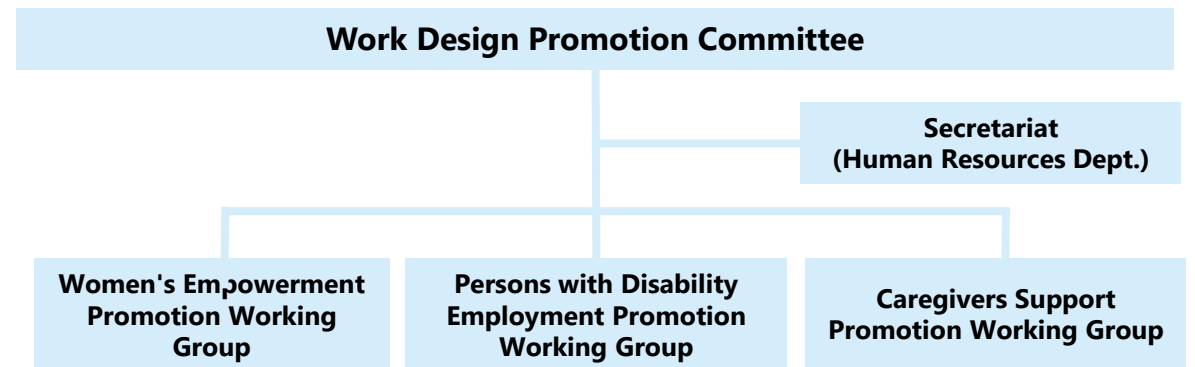 Work Design Promotion Committee
Secretariat
(Human Resources Dept.)
Women's Empowerment
Promotion Working
Group
Persons with Disability
Employment Promotion
Working Group
Caregivers Support
Promotion Working Group